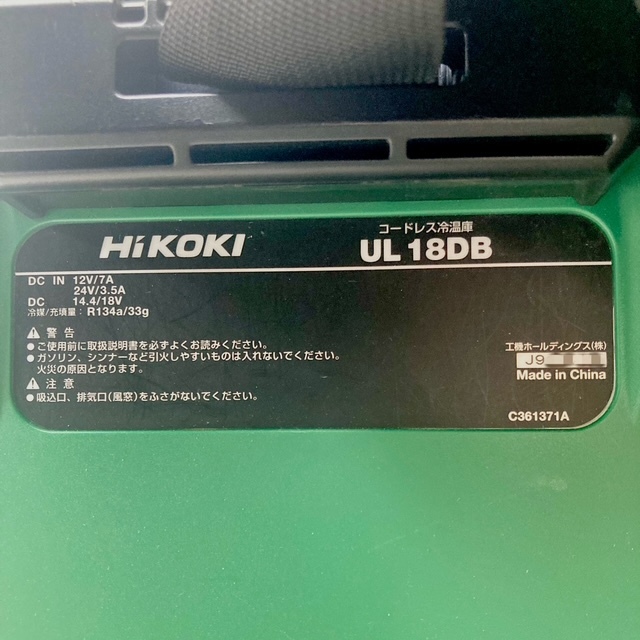 コードレス冷温庫
HiKOKI UL 18DB
DC IN 12V/7A
24V/3.5A
DC 14.4/18V
冷媒/充填量: R134a/33g
⚠ 警告
●ご使用前に取扱説明書を必ずよくお読みください。
●ガソリン、シンナーなど引火しやすいものは入れないでください。
火災の原因となります。
⚠ 注意
●吸込口、排気口(風窓)をふさがないでください。
工機ホールディングス(株)
J9
Made in China
C361371A